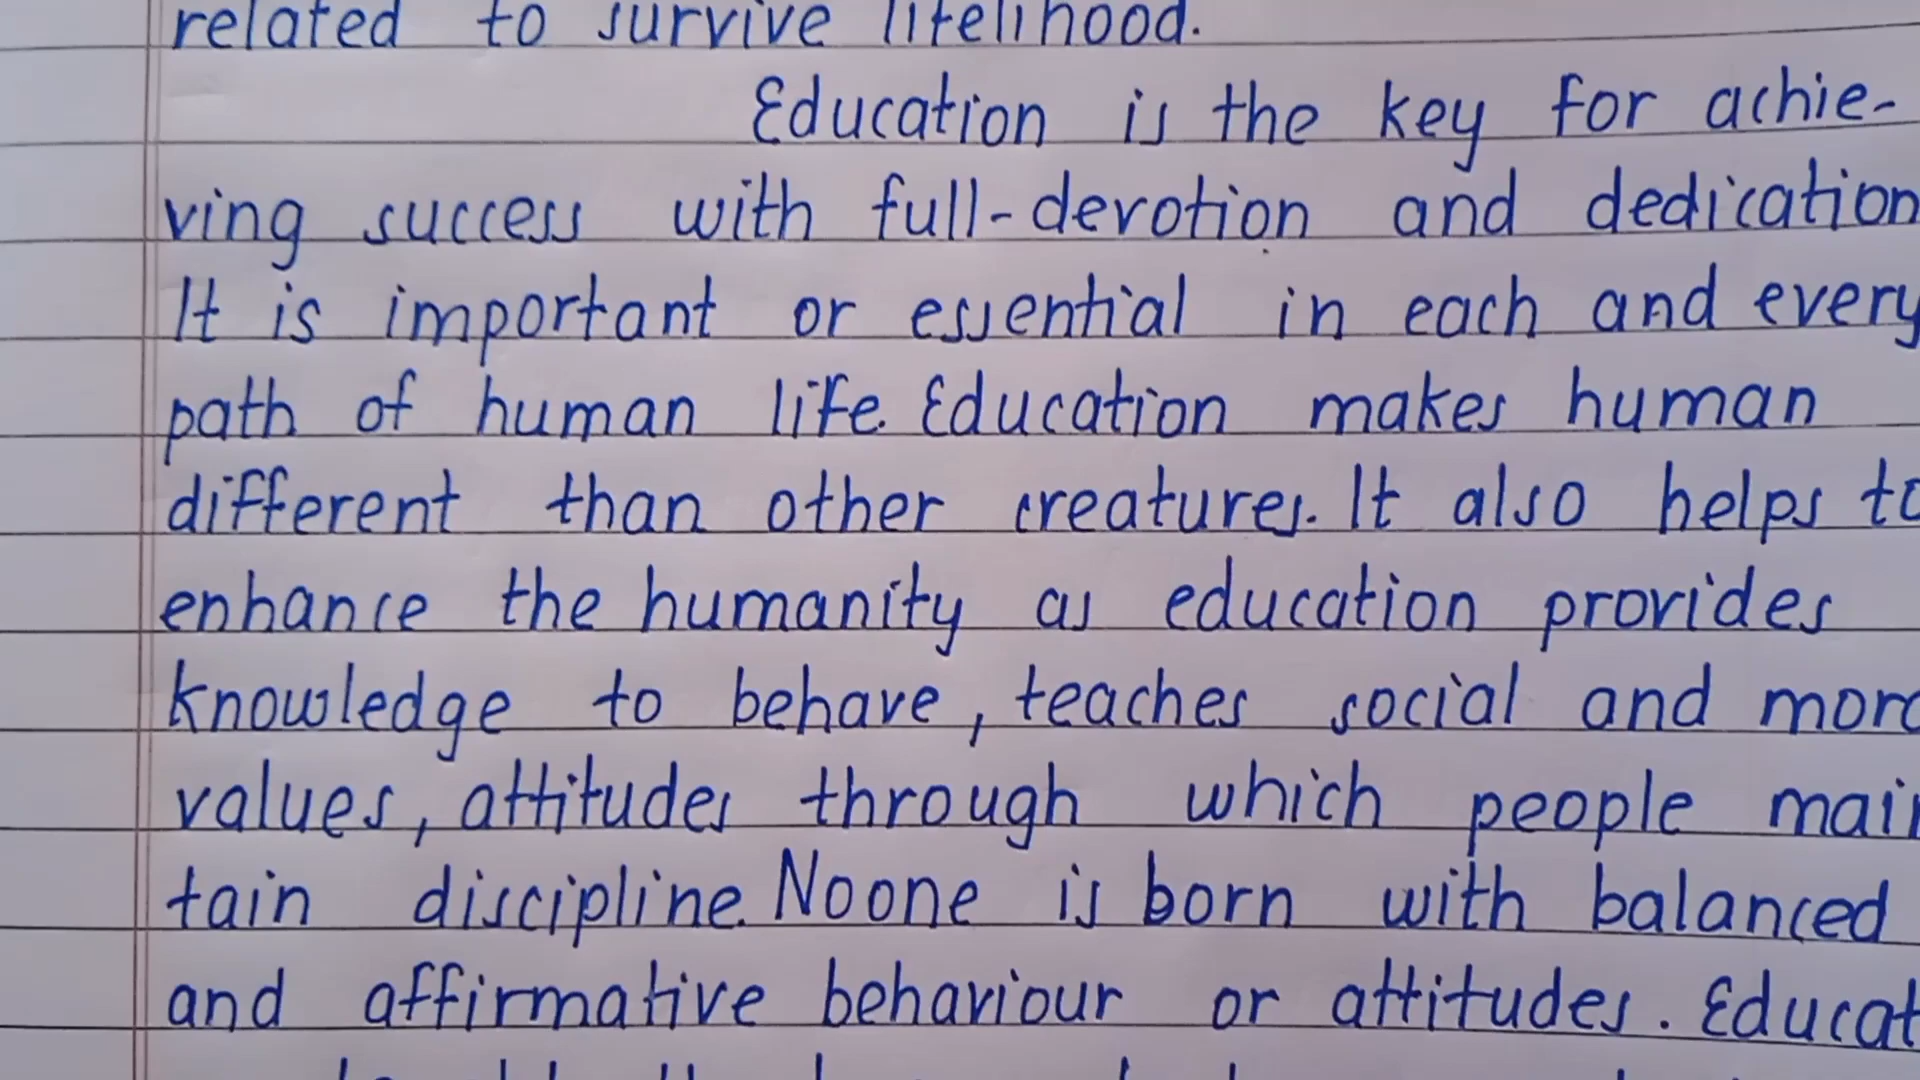 related to survive litelihood.
Education is the key for achie-
ving success with full-devotion and dedication
It is important or essential in each and every
path of human life. Education makes human
different than other creatures. It also helps to
enhance the humanity as education provides
knowledge to behave, teaches social and mor
values, attitudes through which people main
tain discipline. Noone is born with balanced
and affirmative behaviour or attitudes. Educat